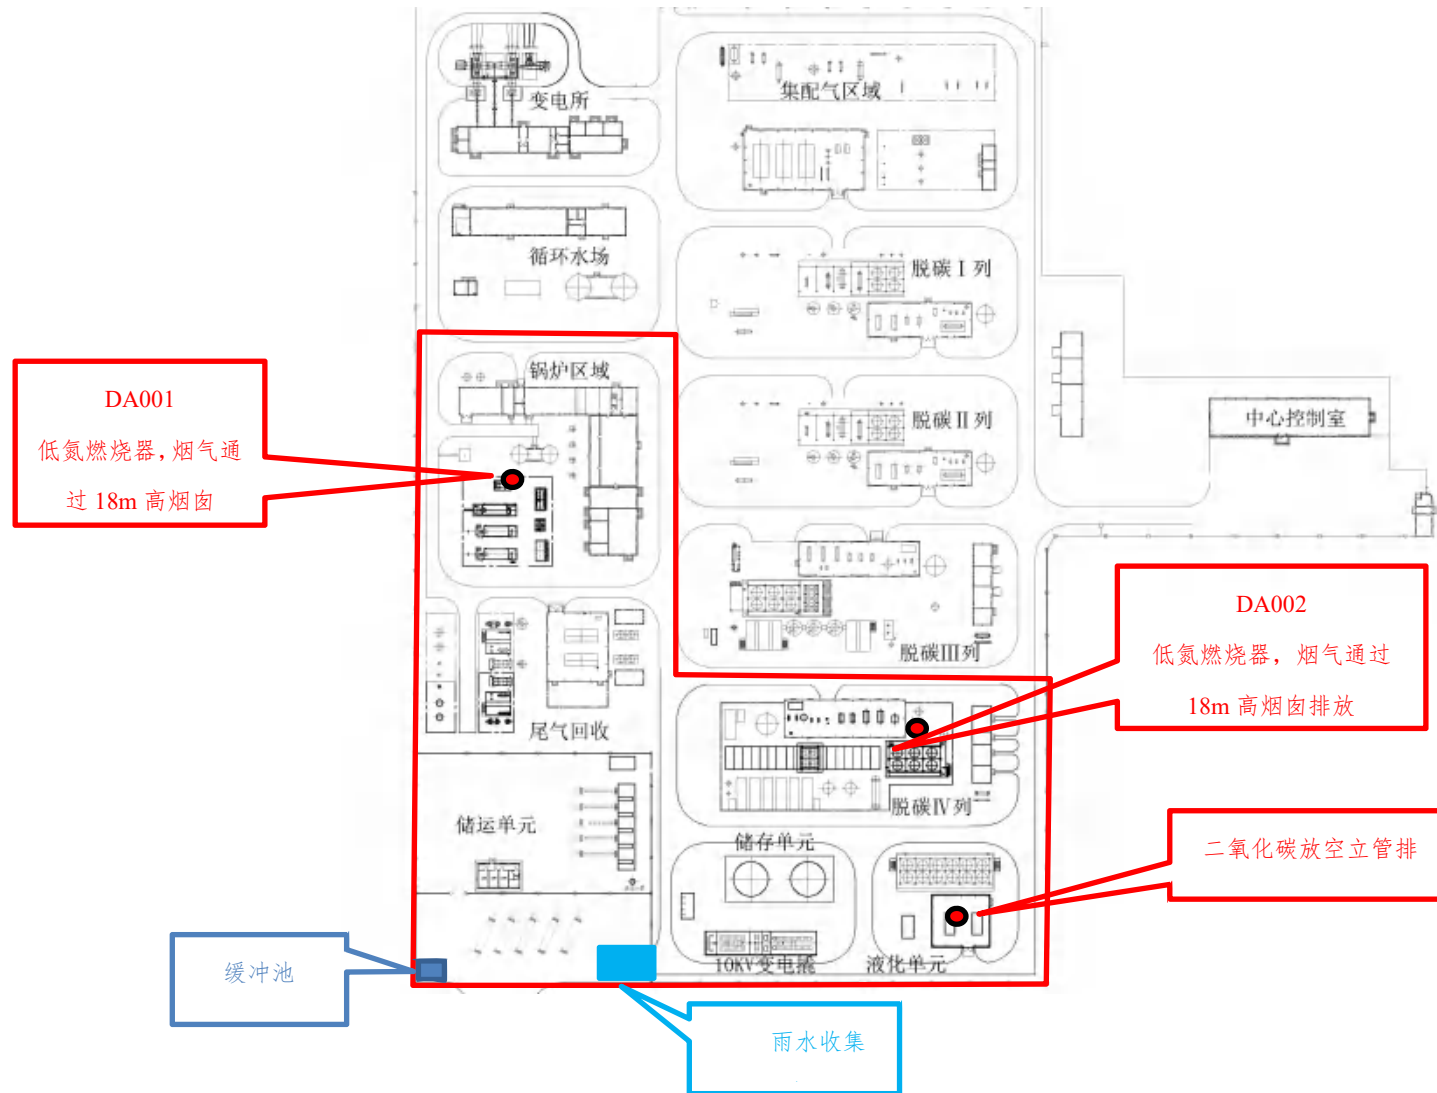 变电所
集配气区域
循环水场
脱碳Ⅰ列
锅炉区域
DA001
低氮燃烧器，烟气通
过 18m 高烟囱
脱碳Ⅱ列
中心控制室
脱碳Ⅲ列
DA002
低氮燃烧器，烟气通过
18m 高烟囱排放
尾气回收
脱碳Ⅳ列
储运单元
储存单元
二氧化碳放空立管排
10KV变电撬
液化单元
缓冲池
雨水收集